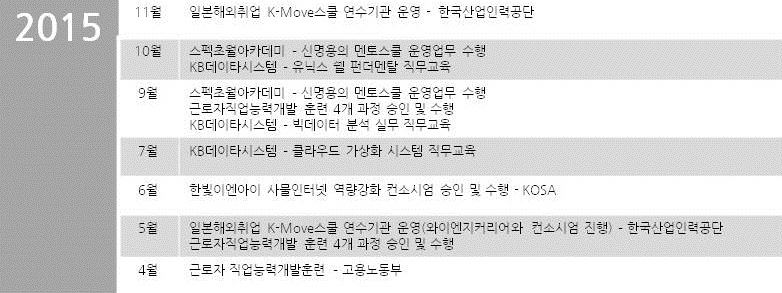 2015
11월 일본해외취업 K-Move스쿨 연수기관 운영 - 한국산업인력공단
10월 스펙초월아카데미 - 신명용의 멘토스쿨 운영업무 수행
KB데이타시스템 - 유닉스 쉘 펀더멘탈 직무교육
9월 스펙초월아카데미 - 신명용의 멘토스쿨 운영업무 수행
근로자직업능력개발 훈련 4개 과정 승인 및 수행
KB데이타시스템 - 빅데이터 분석 실무 직무교육
7월 KB데이타시스템 - 클라우드 가상화 시스템 직무교육
6월 한빛이엔아이 사물인터넷 역량강화 컨소시엄 승인 및 수행 - KOSA
5월 일본해외취업 K-Move스쿨 연수기관 운영(와이엔지커리어와 컨소시엄 진행) - 한국산업인력공단
근로자직업능력개발 훈련 4개 과정 승인 및 수행
4월 근로자 직업능력개발훈련 - 고용노동부